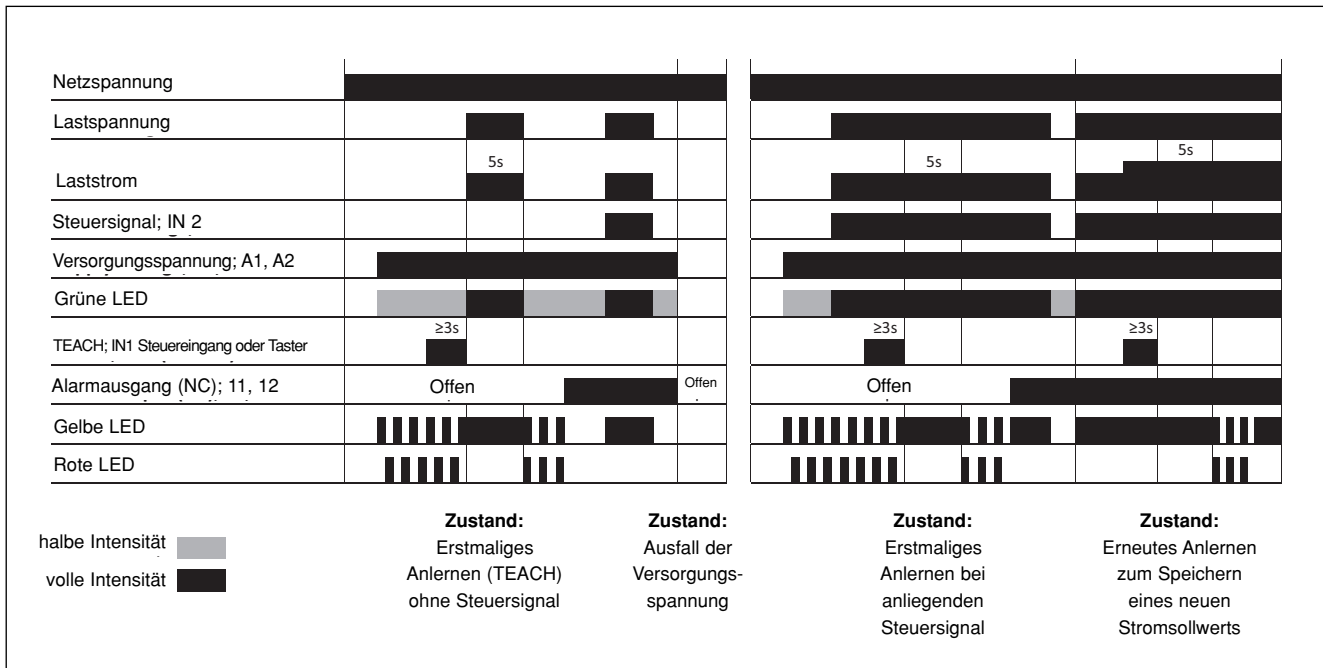 Netzspannung
Lastspannung
5s 5s 5s
Laststrom
Steuersignal; IN 2
Versorgungsspannung; A1, A2
Grüne LED
≥3s ≥3s ≥3s
TEACH; IN1 Steuereingang oder Taster
Alarmausgang (NC); 11, 12 Offen Offen Offen
Gelbe LED
Rote LED
halbe Intensität
volle Intensität
Zustand:
Erstmaliges
Anlernen (TEACH)
ohne Steuersignal
Zustand:
Ausfall der
Versorgungs-
spannung
Zustand:
Erstmaliges
Anlernen bei
anliegenden
Steuersignal
Zustand:
Erneutes Anlernen
zum Speichern
eines neuen
Stromsollwerts